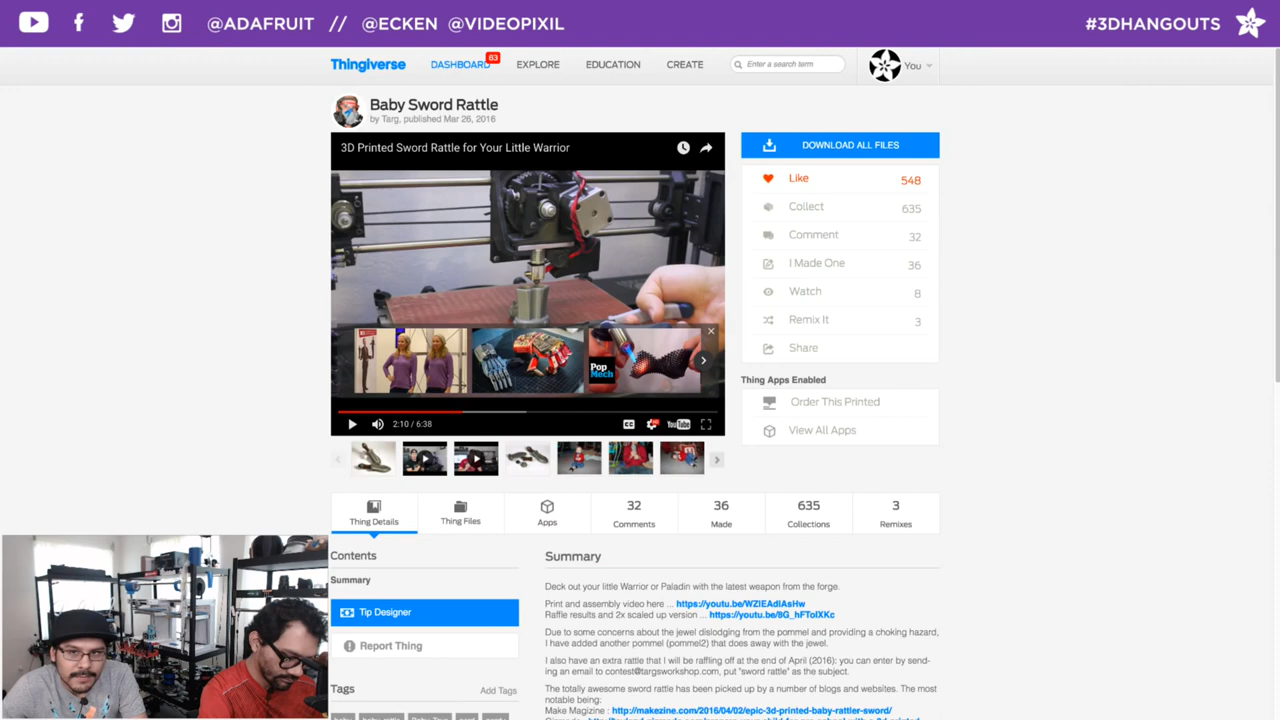 @ADAFRUIT // @ECKEN @VIDEOPIXIL
#3DHANGOUTS
Thingiverse
DASHBOARD
63
EXPLORE
EDUCATION
CREATE
Enter a search term
You
Baby Sword Rattle
by Targ, published Mar 26, 2016
3D Printed Sword Rattle for Your Little Warrior
Pop
Mech
2:10 / 6:38
CC
YouTube
DOWNLOAD ALL FILES
Like 548
Collect 635
Comment 32
I Made One 36
Watch 8
Remix It 3
Share
Thing Apps Enabled
Order This Printed
View All Apps
Thing Details
Thing Files
Apps
32
Comments
36
Made
635
Collections
3
Remixes
Contents
Summary
Tip Designer
Report Thing
Tags
Add Tags
Summary
Deck out your little Warrior or Paladin with the latest weapon from the forge.
Print and assembly video here ... https://youtu.be/WZIEAdIAsHw
Raffle results and 2x scaled up version ... https://youtu.be/8G_hFToIXKc
Due to some concerns about the jewel dislodging from the pommel and providing a choking hazard,
I have added another pommel (pommel2) that does away with the jewel.
I also have an extra rattle that I will be raffling off at the end of April (2016): you can enter by send-
ing an email to contest@targsworkshop.com, put "sword rattle" as the subject.
The totally awesome sword rattle has been picked up by a number of blogs and websites. The most
notable being:
Make Magizine : http://makezine.com/2016/04/02/epic-3d-printed-baby-rattler-sword/